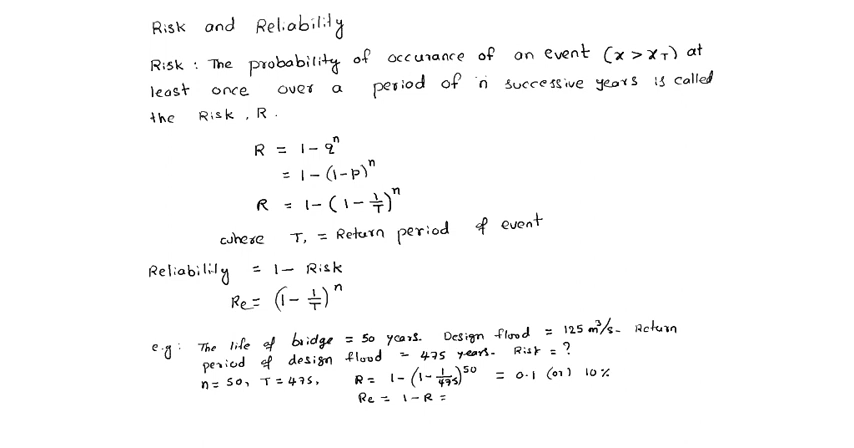 Risk and Reliability
Risk : The probability of occurance of an event (x > x_T) at
least once over a period of n successive years is called
the Risk, R.
R = 1 - q^n
= 1 - (1-P)^n
R = 1 - (1 - 1/T)^n
where T, = Return period of event
Reliability = 1 - Risk
Re = (1 - 1/T)^n
e.g: The life of bridge = 50 years. Design flood = 125 m³/s. Return
period of design flood = 475 years. Risk = ?
n = 50, T = 475, R = 1 - (1 - 1/475)^50 = 0.1 (or) 10%
Re = 1 - R =